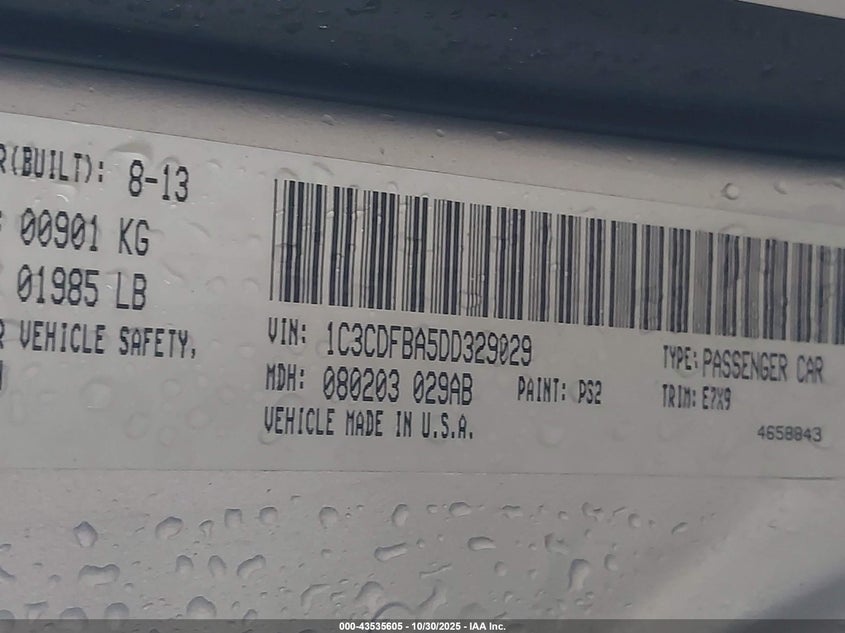 R(BUILT): 8-13
00901 KG
01985 LB
R VEHICLE SAFETY,
VIN: 1C3CDFBA5DD329029
TYPE: PASSENGER CAR
MDH: 080203 029AB
PAINT: PS2
TRIM: E7X9
VEHICLE MADE IN U.S.A.
4658843
000-43535605 - 10/30/2025 - IAA Inc.